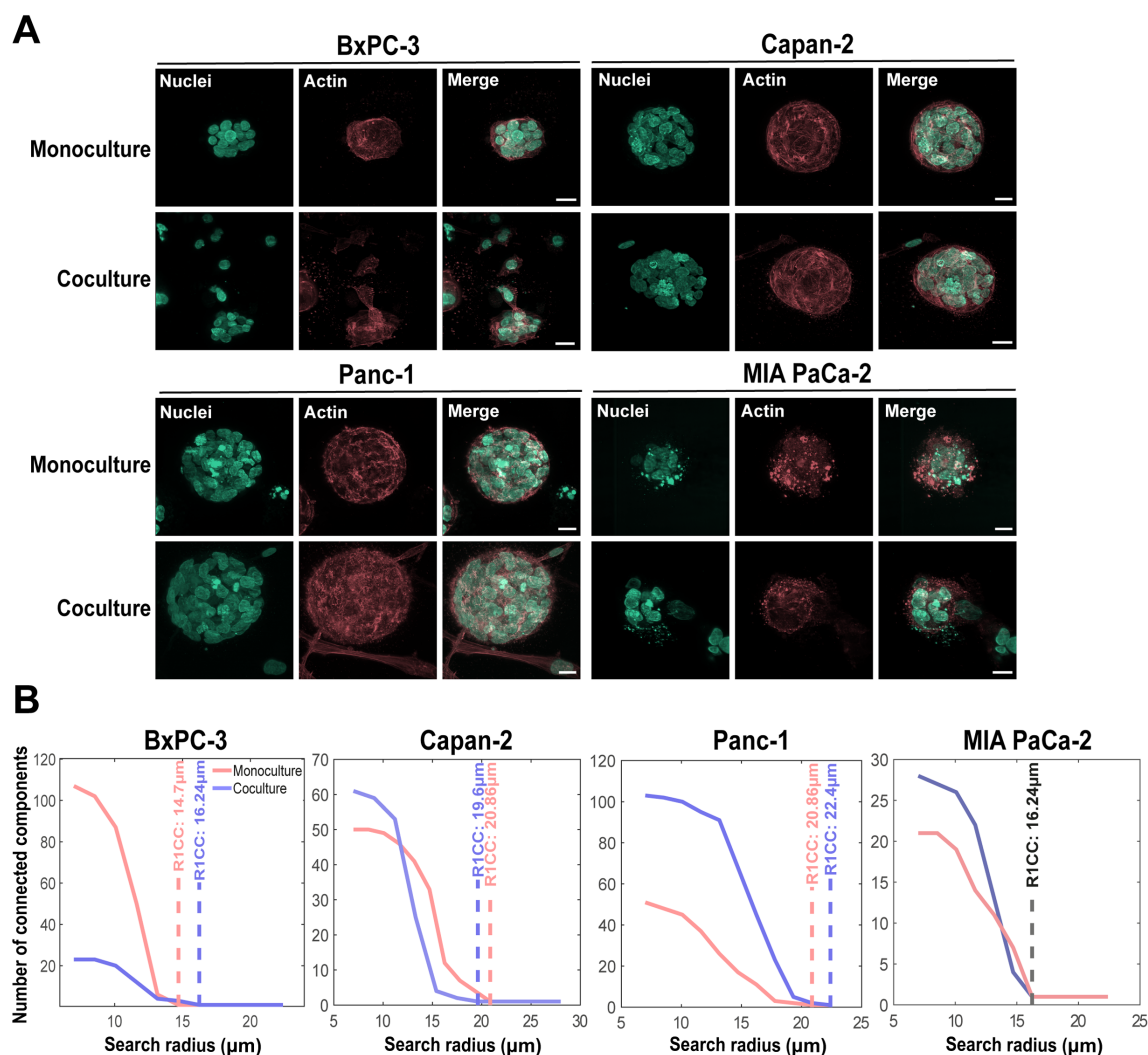 A
BxPC-3
Capan-2
Nuclei
Actin
Merge
Nuclei
Actin
Merge
Monoculture
Coculture
Panc-1
MIA PaCa-2
Nuclei
Actin
Merge
Nuclei
Actin
Merge
Monoculture
Coculture
B
Number of connected components
BxPC-3
120
100
80
60
40
20
10
15
20
Search radius (µm)
Monoculture
Coculture
R1CC: 14.7µm
R1CC: 16.24µm
Capan-2
70
60
50
40
30
20
10
0
5
10
15
20
25
30
Search radius (µm)
R1CC: 19.6µm
R1CC: 20.86µm
Panc-1
120
100
80
60
40
20
0
5
10
15
20
25
Search radius (µm)
R1CC: 20.86µm
R1CC: 22.4µm
MIA PaCa-2
30
25
20
15
10
5
0
5
10
15
20
25
Search radius (µm)
R1CC: 16.24µm